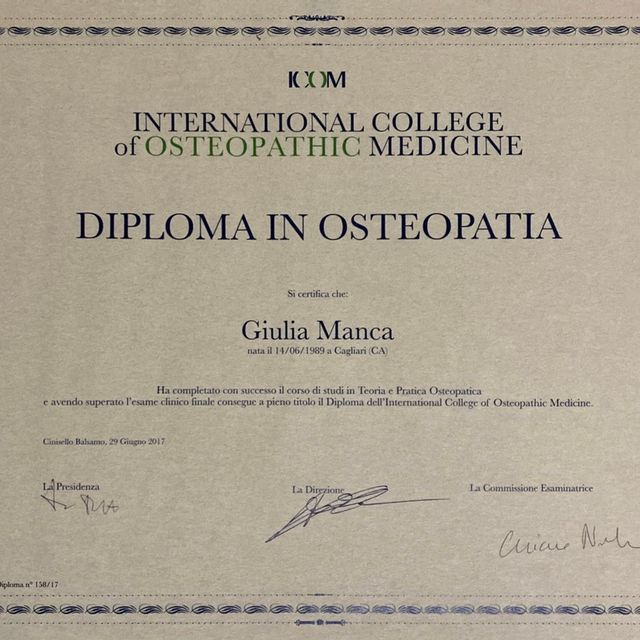 ICOM
INTERNATIONAL COLLEGE
of OSTEOPATHIC MEDICINE
DIPLOMA IN OSTEOPATIA
Si certifica che:
Giulia Manca
nata il 14/06/1989 a Cagliari (CA)
Ha completato con successo il corso di studi in Teoria e Pratica Osteopatica
e avendo superato l'esame clinico finale consegue a pieno titolo il Diploma dell'International College of Osteopathic Medicine.
Cinisello Balsamo, 29 Giugno 2017
La Presidenza
La Direzione
La Commissione Esaminatrice
Diploma n° 158/17